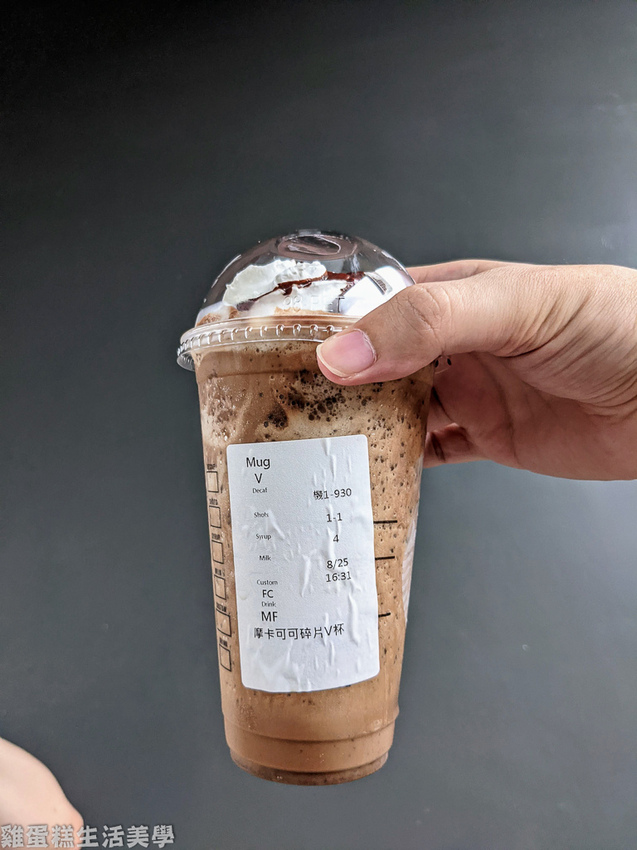 Mug
V
Decaf
機1-930
Shots
1-1
Syrup
4
Milk
8/25
16:31
Custom
FC
Drink
MF
摩卡可可碎片V杯
雞蛋糕生活美學